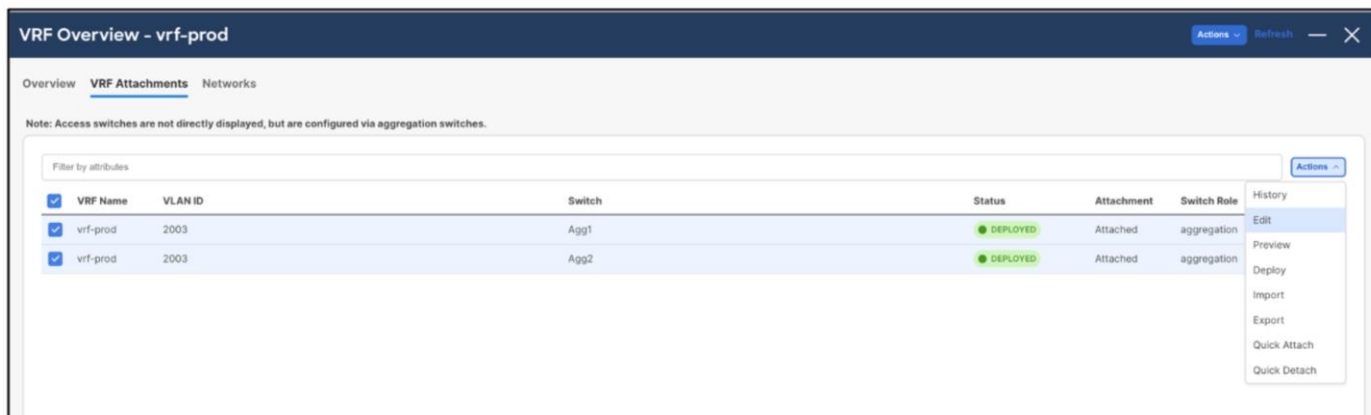 VRF Overview - vrf-prod
Actions Refresh
Overview VRF Attachments Networks
Note: Access switches are not directly displayed, but are configured via aggregation switches.
Filter by attributes
Actions
VRF Name VLAN ID Switch Status Attachment Switch Role
vrf-prod 2003 Agg1 DEPLOYED Attached aggregation
vrf-prod 2003 Agg2 DEPLOYED Attached aggregation
History
Edit
Preview
Deploy
Import
Export
Quick Attach
Quick Detach